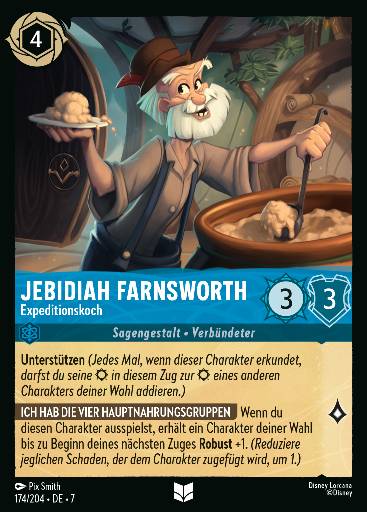 4
JEBIDIAH FARNSWORTH
Expeditionskoch
3
3
Sagengestalt • Verbündeter
Unterstützen (Jedes Mal, wenn dieser Charakter erkundet,
darfst du seine ¤ in diesem Zug zur ¤ eines anderen
Charakters deiner Wahl addieren.)
ICH HAB DIE VIER HAUPTNAHRUNGSGRUPPEN Wenn du
diesen Charakter ausspielst, erhält ein Charakter deiner Wahl
bis zu Beginn deines nächsten Zuges Robust +1. (Reduziere
jeglichen Schaden, der dem Charakter zugefügt wird, um 1.)
Pix Smith
174/204 • DE • 7
Disney Lorcana
©Disney